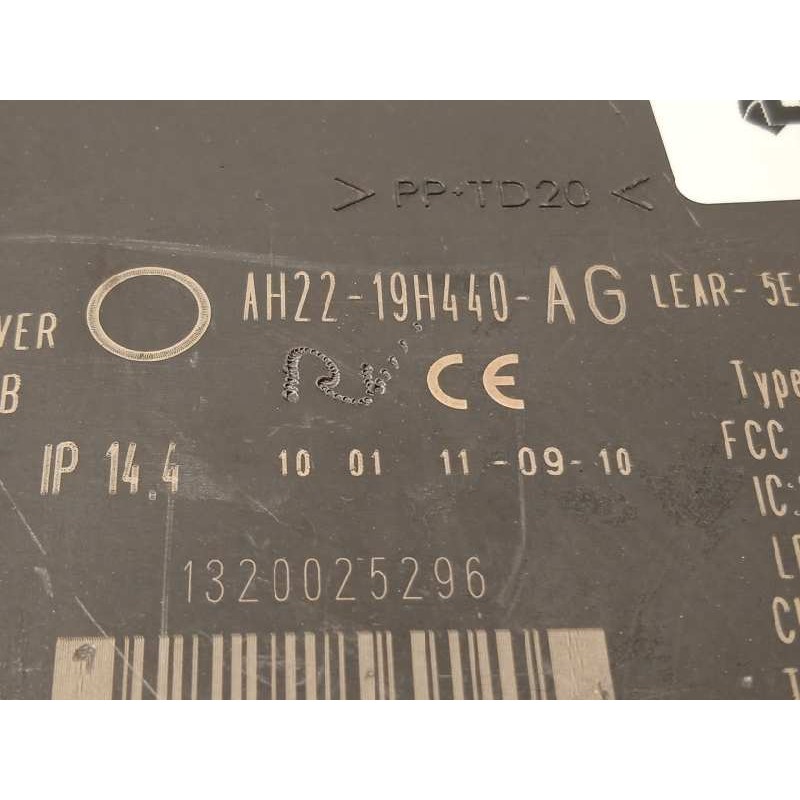 > PP+TD20 <
AH22-19H440-AG LEAR- 5E
VER
B
CE
Type
FCC
IP 14.4 10 01 11-09-10
IC:
1320025296